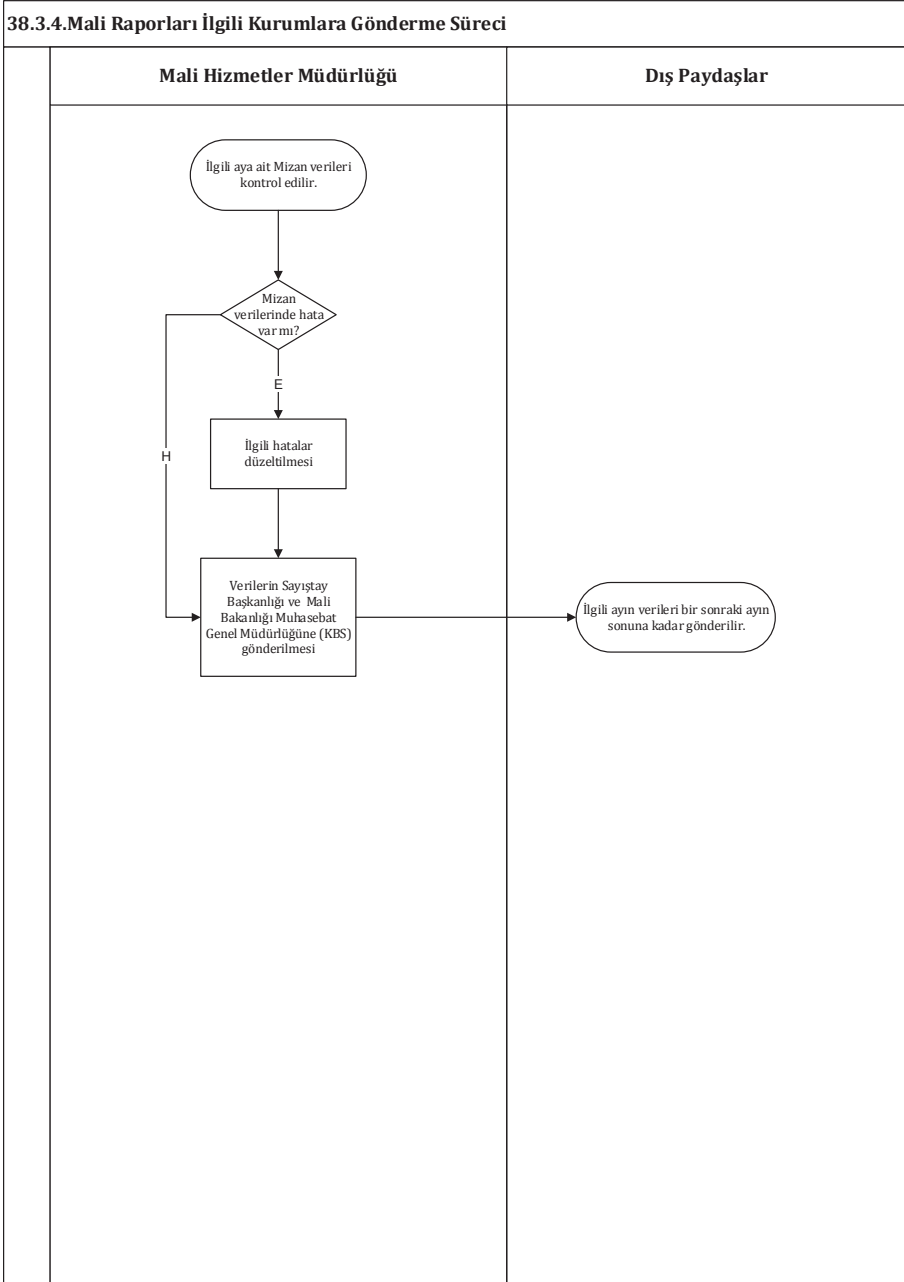 38.3.4.Mali Raporları İlgili Kurumlara Gönderme Süreci
Mali Hizmetler Müdürlüğü
Dış Paydaşlar
İlgili aya ait Mizan verileri
kontrol edilir.
Mizan
verilerinde hata
var mı?
E
H
İlgili hatalar
düzeltilmesi
Verilerin Sayıştay
Başkanlığı ve Mali
Bakanlığı Muhasebat
Genel Müdürlüğüne (KBS)
gönderilmesi
İlgili ayın verileri bir sonraki ayın
sonuna kadar gönderilir.